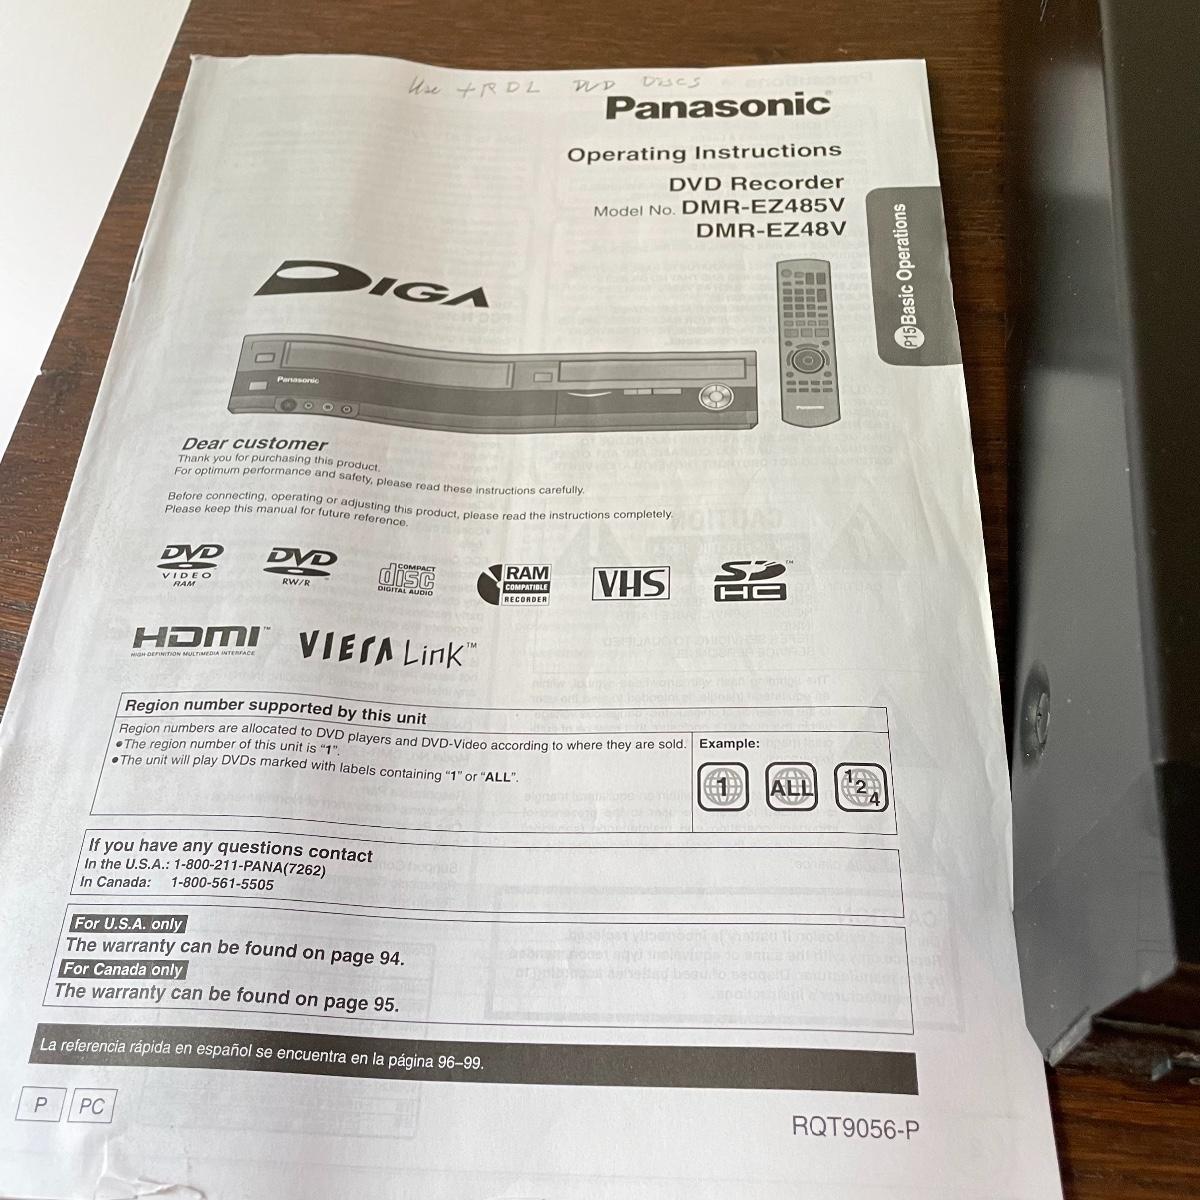 Use +RDL DVD Discs
Panasonic
Operating Instructions
DVD Recorder
Model No. DMR-EZ485V
DMR-EZ48V
P15 Basic Operations
DIGA
Panasonic
Panasonic
Dear customer
Thank you for purchasing this product.
For optimum performance and safety, please read these instructions carefully.
Before connecting, operating or adjusting this product, please read the instructions completely.
Please keep this manual for future reference.
DVD VIDEO RAM
DVD RW/R
COMPACT disc DIGITAL AUDIO
RAM COMPATIBLE RECORDER
VHS
SD HC™
HDMI™
HIGH-DEFINITION MULTIMEDIA INTERFACE
VIERA Link™
Region number supported by this unit
Region numbers are allocated to DVD players and DVD-Video according to where they are sold.
●The region number of this unit is “1”.
●The unit will play DVDs marked with labels containing “1” or “ALL”.
Example:
1 ALL 1 2 4
If you have any questions contact
In the U.S.A.: 1-800-211-PANA(7262)
In Canada: 1-800-561-5505
For U.S.A. only
The warranty can be found on page 94.
For Canada only
The warranty can be found on page 95.
La referencia rápida en español se encuentra en la página 96–99.
P PC
RQT9056-P